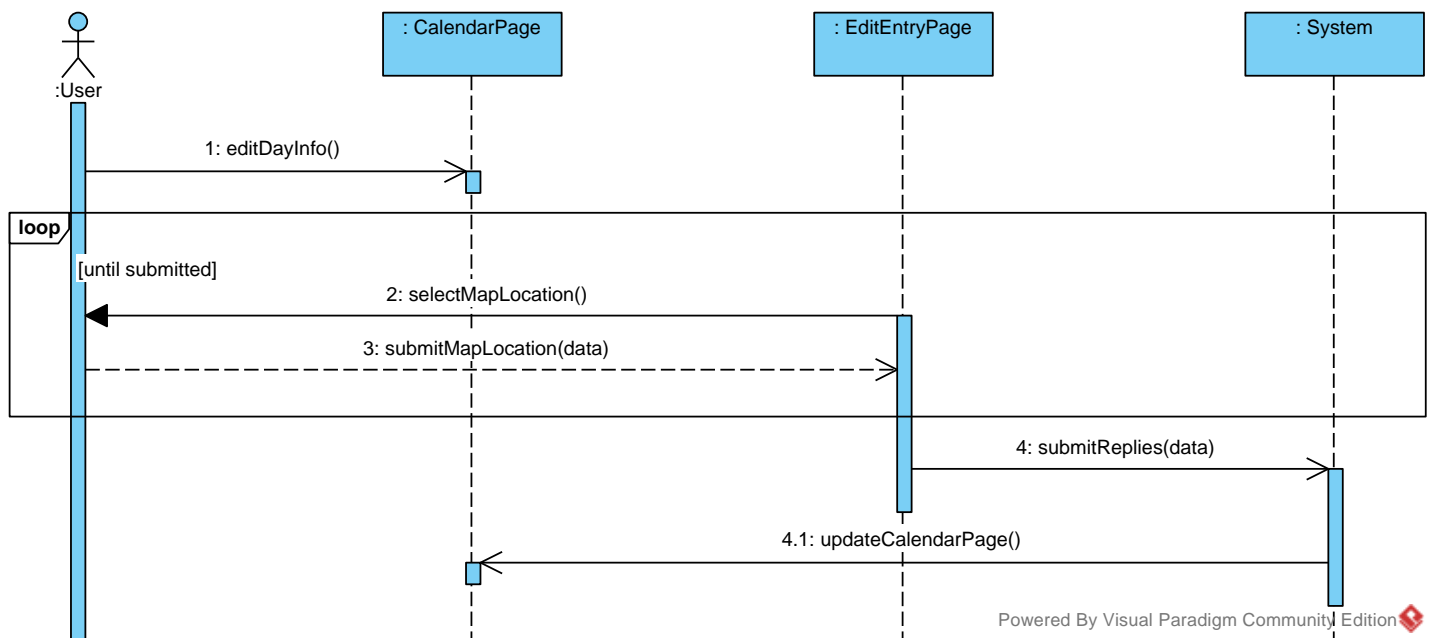 : CalendarPage
: EditEntryPage
: System
:User
1: editDayInfo()
loop
[until submitted]
2: selectMapLocation()
3: submitMapLocation(data)
4: submitReplies(data)
4.1: updateCalendarPage()
Powered By Visual Paradigm Community Edition